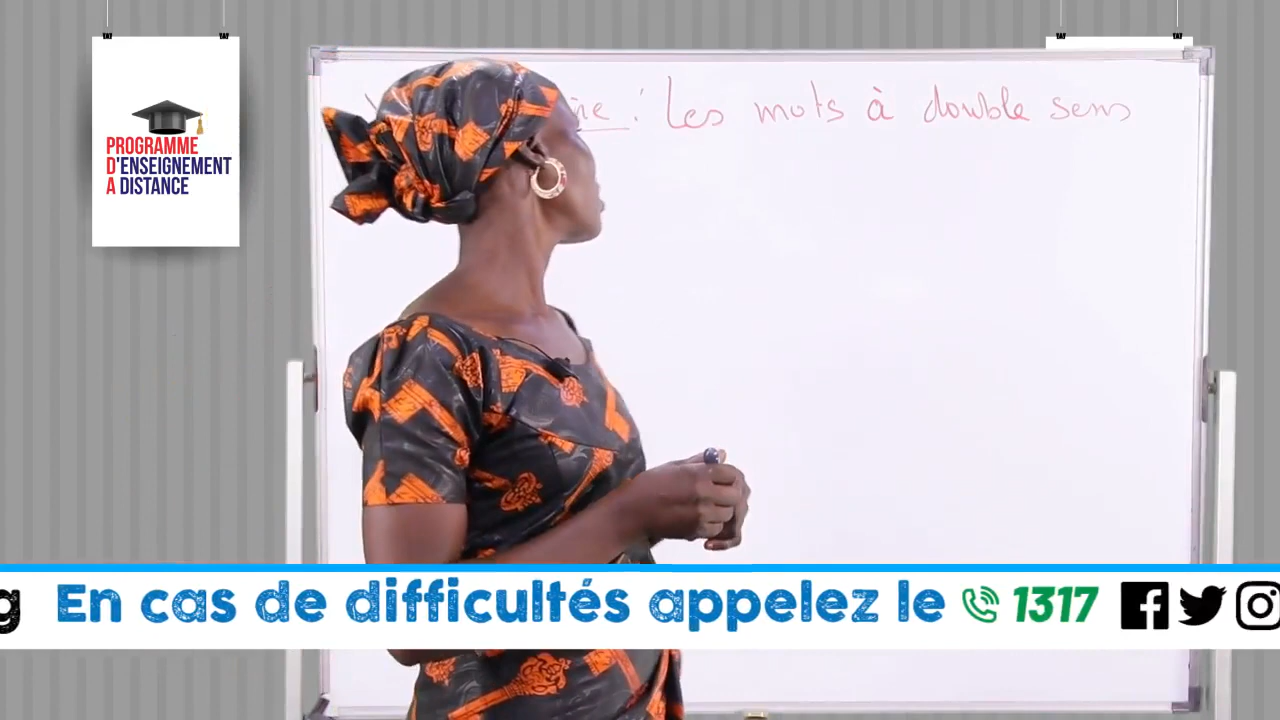 : Les mots à double sens
PROGRAMME
D'ENSEIGNEMENT
A DISTANCE
En cas de difficultés appelez le 1317